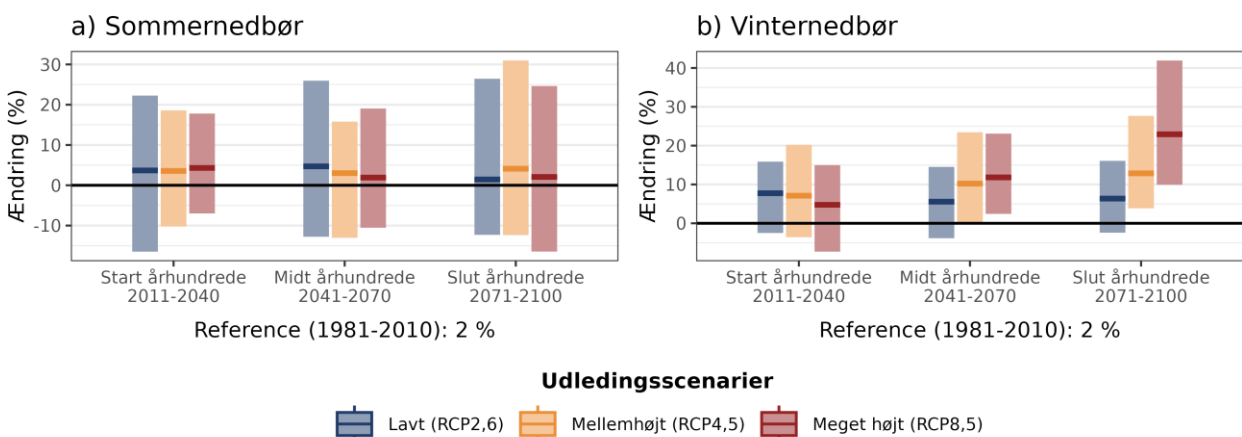 a) Sommernedbør
Ændring (%)
30
20
10
0
-10
Start århundrede
2011-2040
Midt århundrede
2041-2070
Slut århundrede
2071-2100
Reference (1981-2010): 2 %
b) Vinternedbør
Ændring (%)
40
30
20
10
0
Start århundrede
2011-2040
Midt århundrede
2041-2070
Slut århundrede
2071-2100
Reference (1981-2010): 2 %
Udledingsscenarier
Lavt (RCP2,6)
Mellemhøjt (RCP4,5)
Meget højt (RCP8,5)